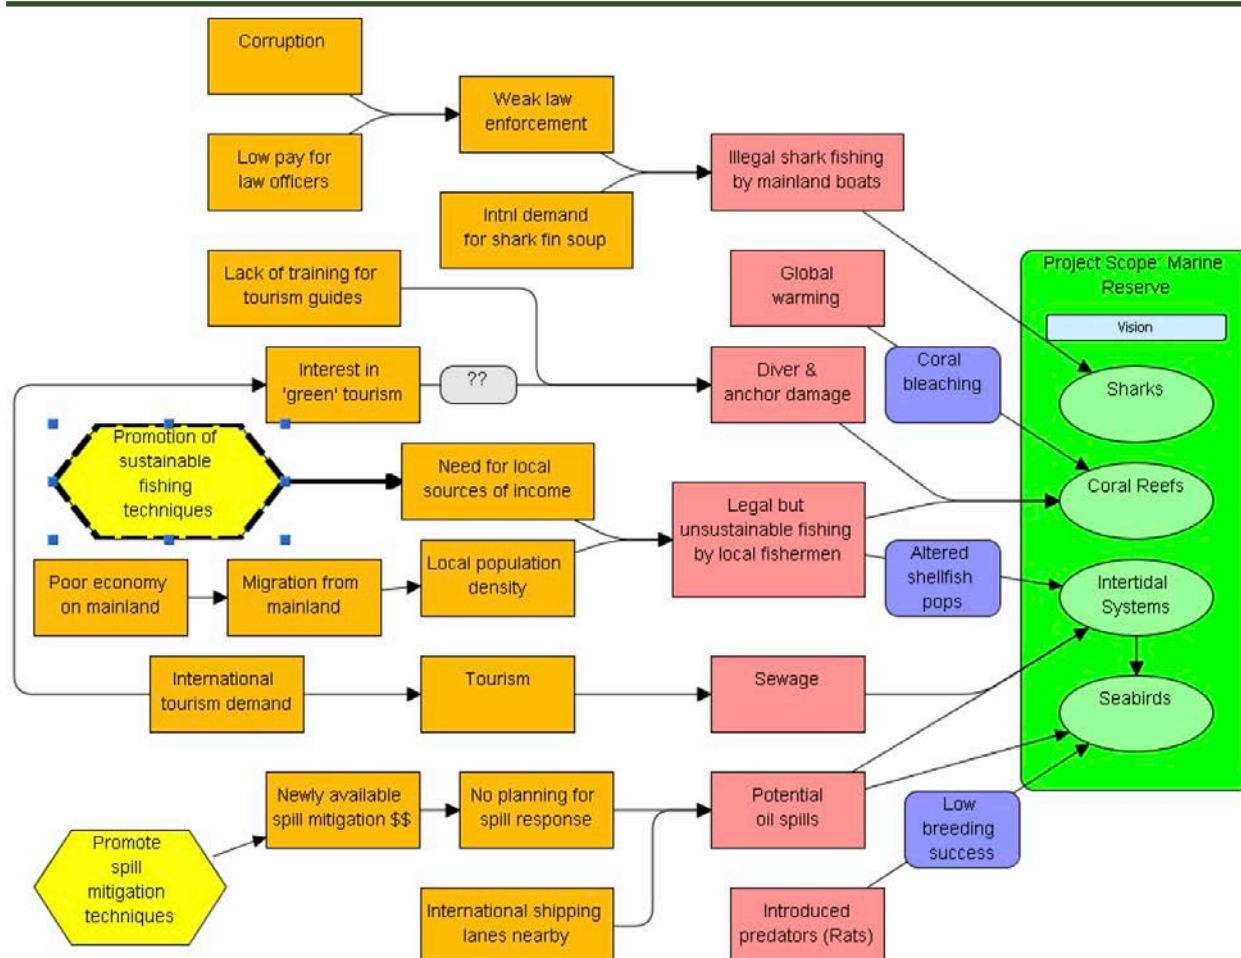 Corruption
Low pay for
law officers
Weak law
enforcement
Intnl demand
for shark fin soup
Illegal shark fishing
by mainland boats
Lack of training for
tourism guides
Global
warming
Project Scope: Marine
Reserve
Vision
Interest in
'green' tourism
??
Diver &
anchor damage
Coral
bleaching
Sharks
Promotion of
sustainable
fishing
techniques
Need for local
sources of income
Legal but
unsustainable fishing
by local fishermen
Coral Reefs
Poor economy
on mainland
Migration from
mainland
Local population
density
Altered
shellfish
pops
Intertidal
Systems
International
tourism demand
Tourism
Sewage
Seabirds
Newly available
spill mitigation $$
No planning for
spill response
Potential
oil spills
Low
breeding
success
Promote
spill
mitigation
techniques
International shipping
lanes nearby
Introduced
predators (Rats)